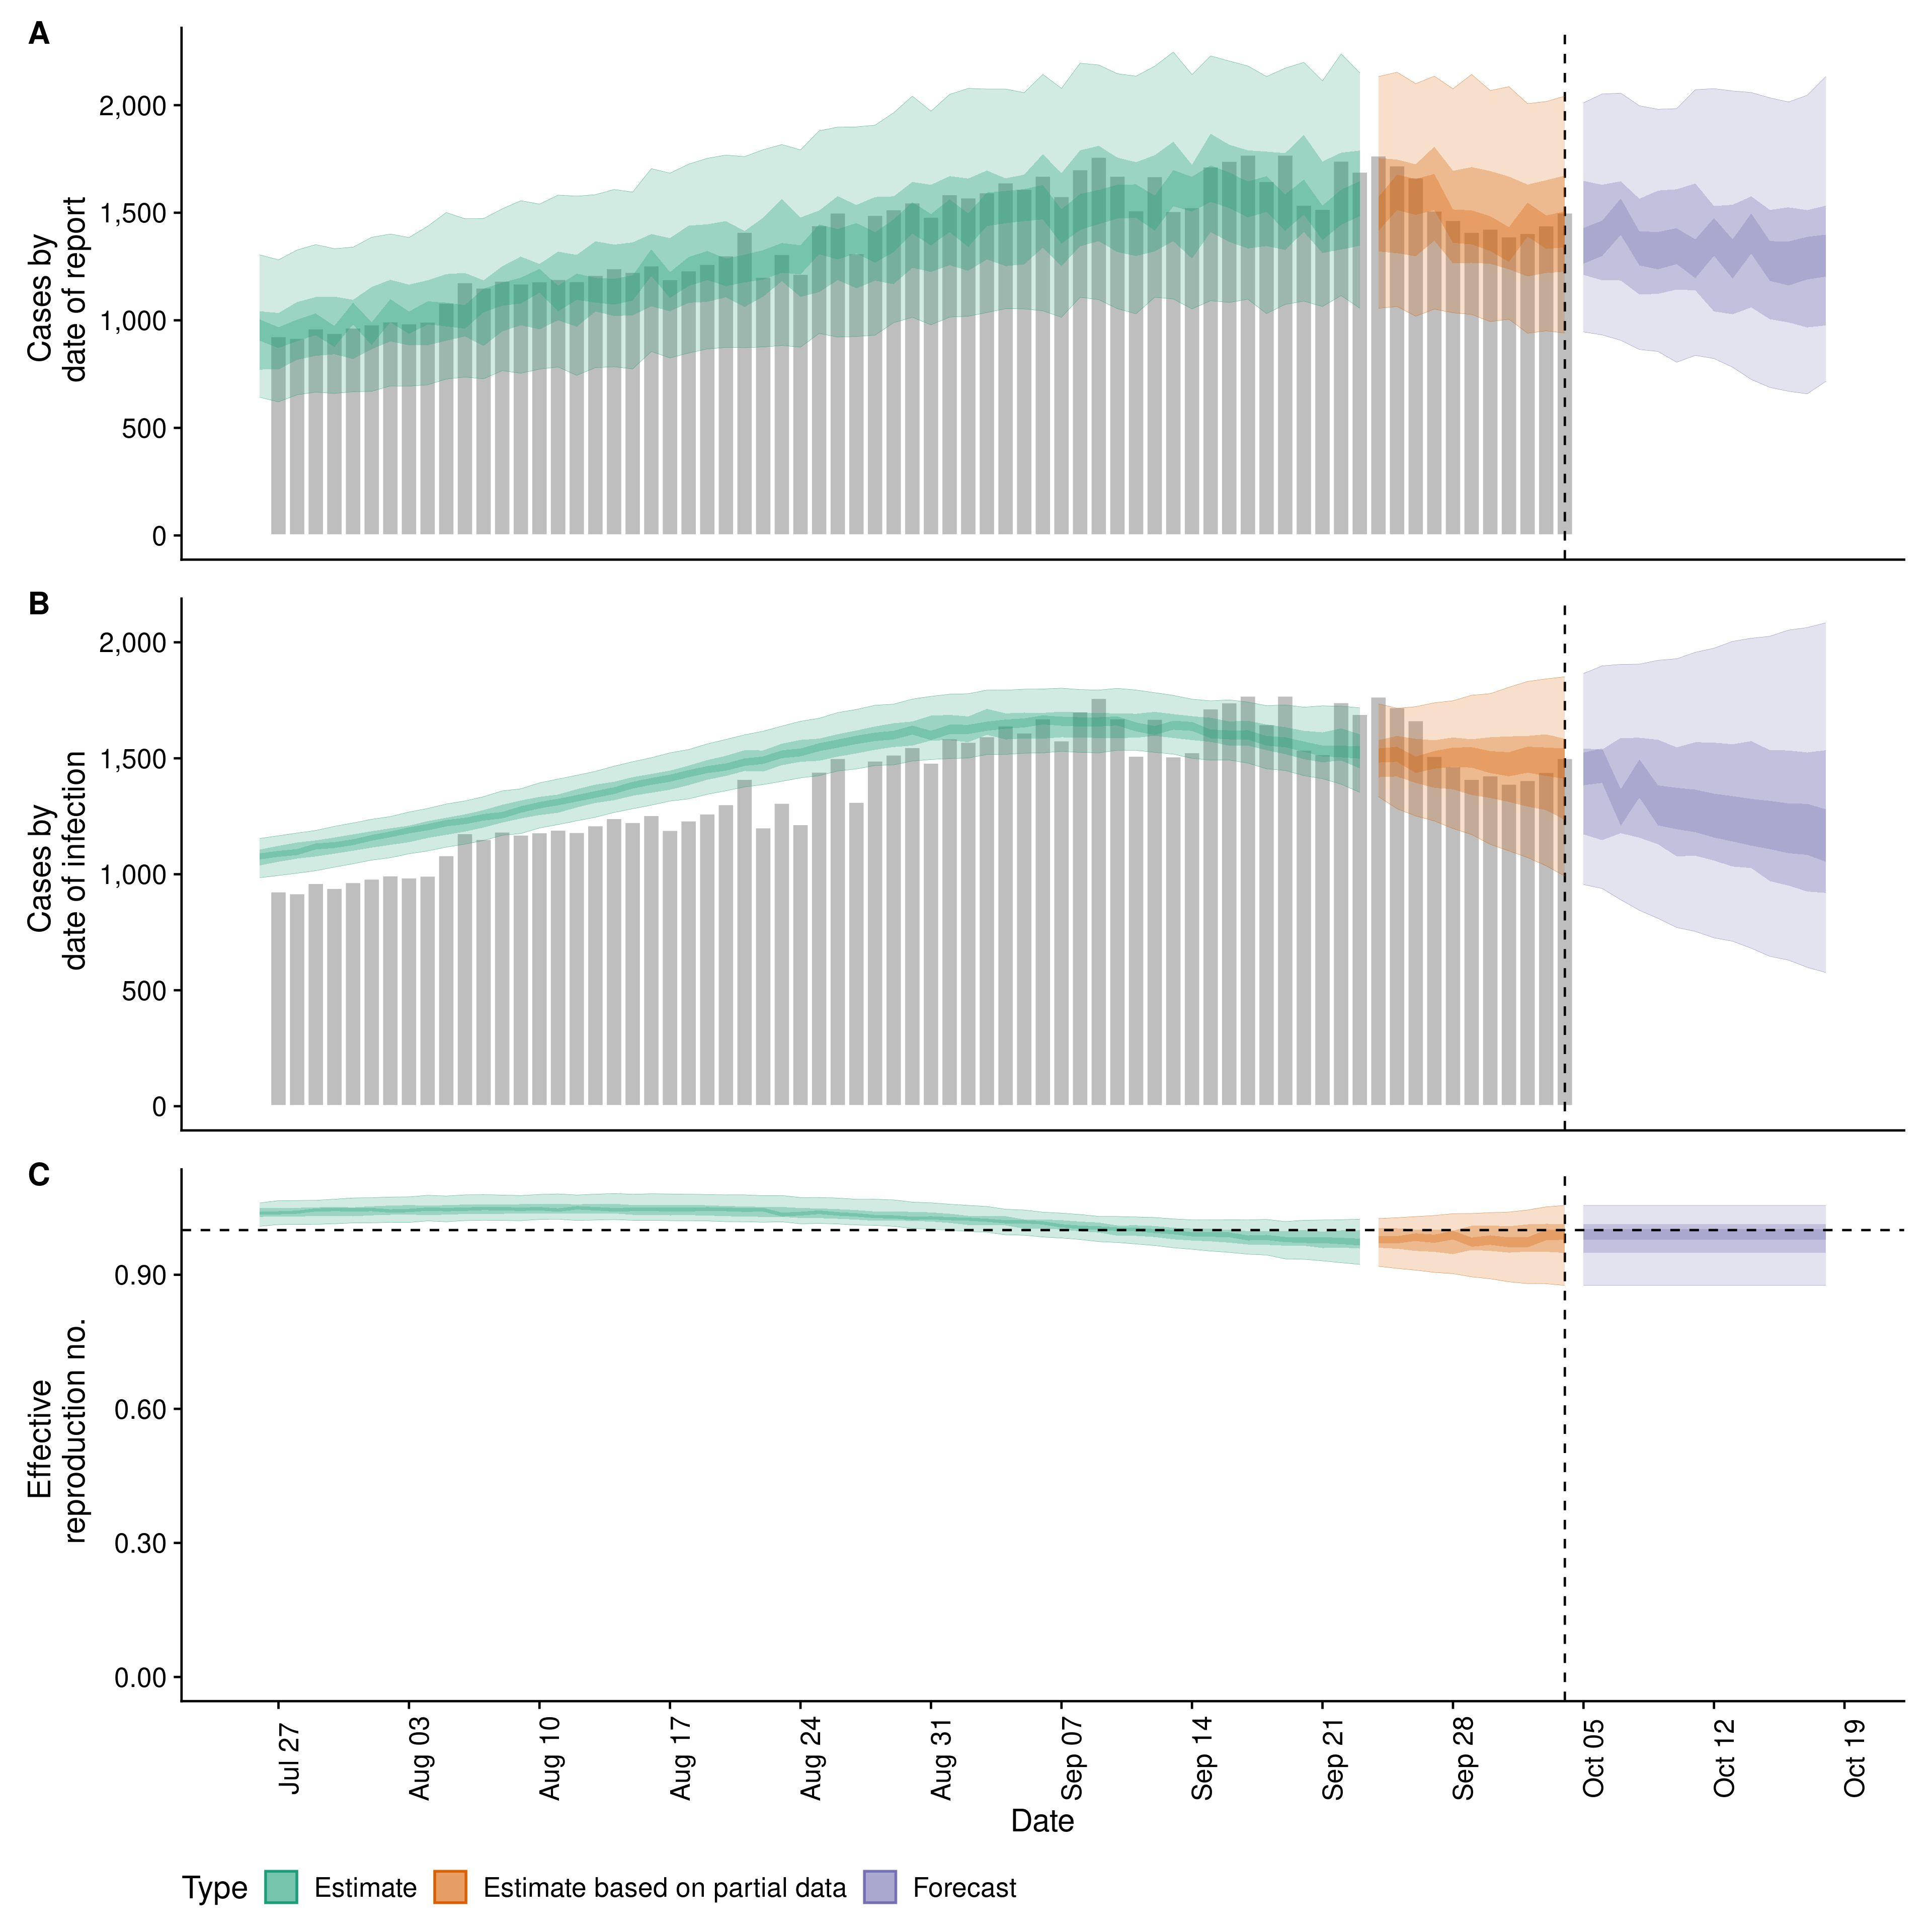 A
Cases by
date of report
2,000
1,500
1,000
500
0
B
Cases by
date of infection
2,000
1,500
1,000
500
0
C
Effective
reproduction no.
0.90
0.60
0.30
0.00
Jul 27
Aug 03
Aug 10
Aug 17
Aug 24
Aug 31
Sep 07
Sep 14
Sep 21
Sep 28
Oct 05
Oct 12
Oct 19
Date
Type Estimate Estimate based on partial data Forecast